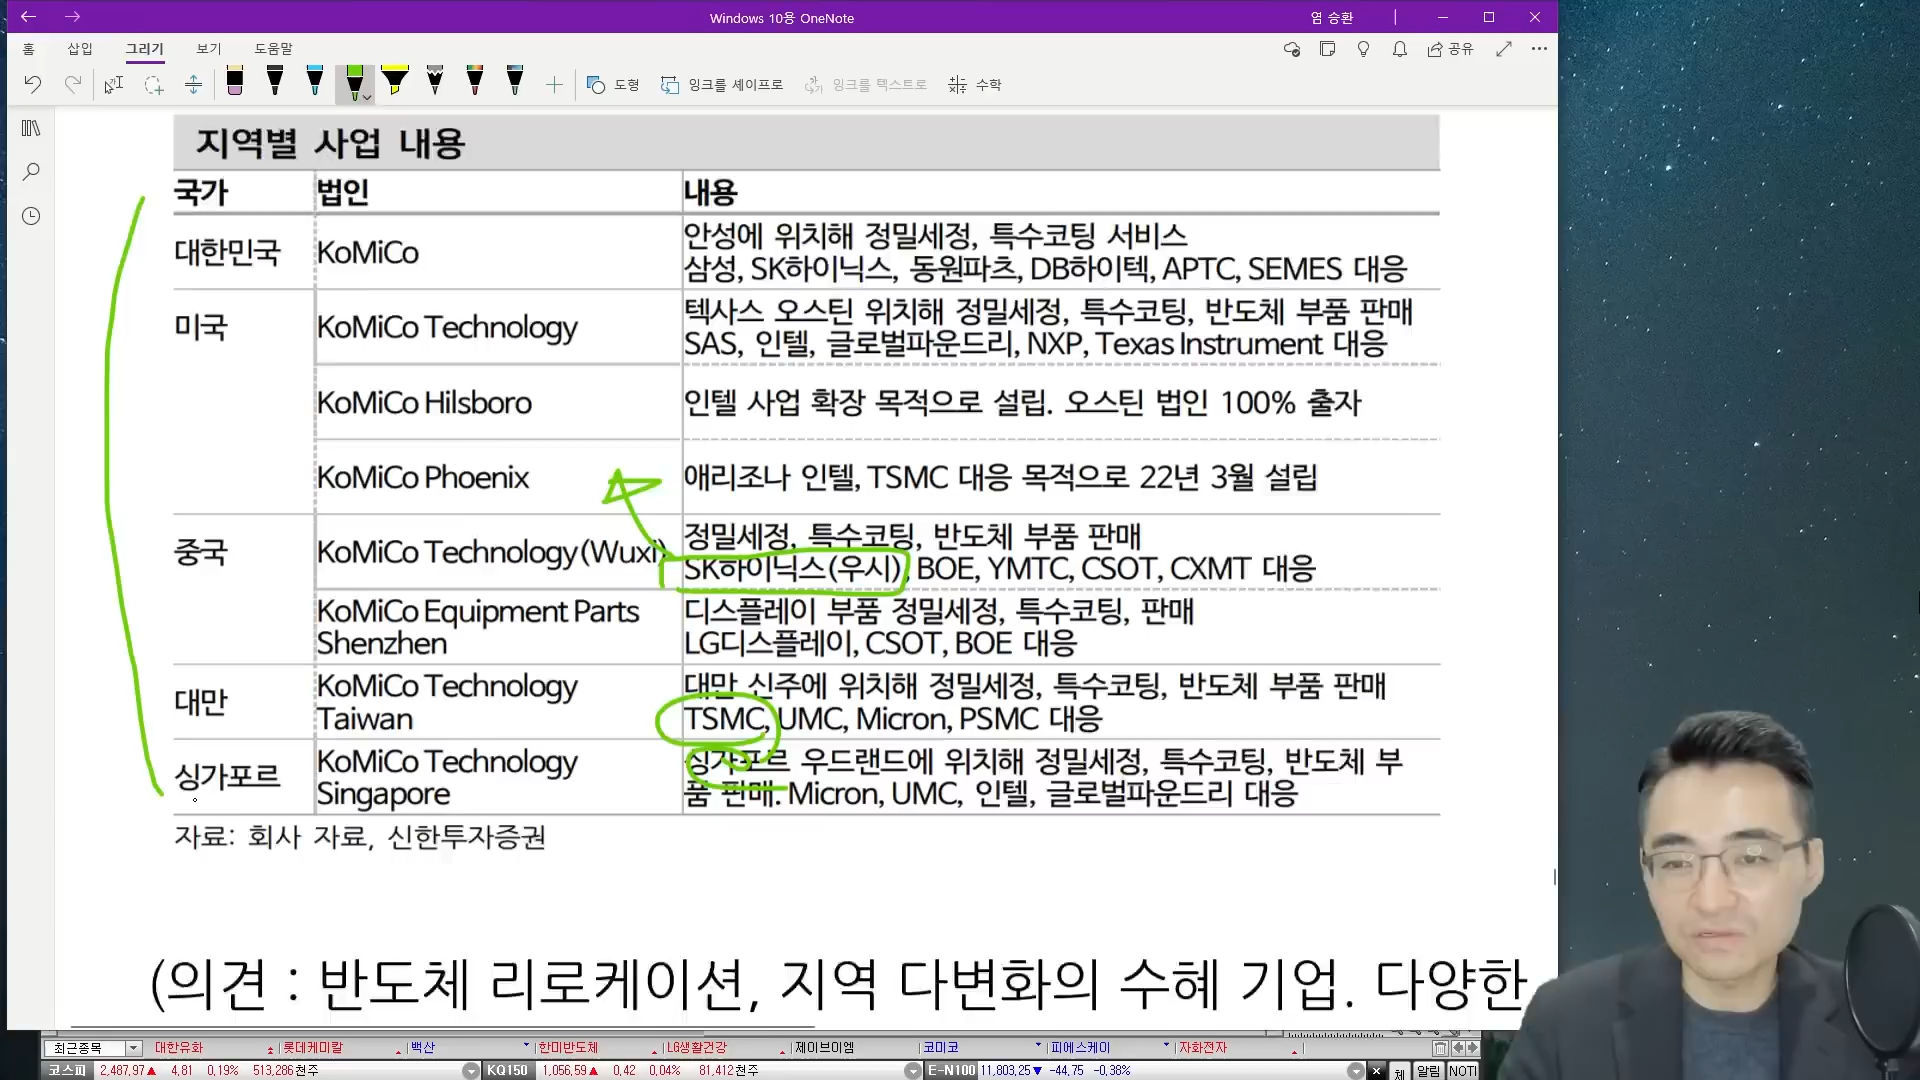 Windows 10용 OneNote
염 승환
홈 삽입 그리기 보기 도움말
공유
도형 잉크를 셰이프로 잉크를 텍스트로 수학
지역별 사업 내용
국가 법인 내용
대한민국 KoMiCo 안성에 위치해 정밀세정, 특수코팅 서비스
삼성, SK하이닉스, 동원파츠, DB하이텍, APTC, SEMES 대응
미국 KoMiCo Technology 텍사스 오스틴 위치해 정밀세정, 특수코팅, 반도체 부품 판매
SAS, 인텔, 글로벌파운드리, NXP, Texas Instrument 대응
KoMiCo Hilsboro 인텔 사업 확장 목적으로 설립. 오스틴 법인 100% 출자
KoMiCo Phoenix 애리조나 인텔, TSMC 대응 목적으로 22년 3월 설립
중국 KoMiCo Technology (Wuxi) 정밀세정, 특수코팅, 반도체 부품 판매
SK하이닉스(우시), BOE, YMTC, CSOT, CXMT 대응
KoMiCo Equipment Parts 디스플레이 부품 정밀세정, 특수코팅, 판매
Shenzhen LG디스플레이, CSOT, BOE 대응
대만 KoMiCo Technology 대만 신주에 위치해 정밀세정, 특수코팅, 반도체 부품 판매
Taiwan TSMC, UMC, Micron, PSMC 대응
싱가포르 KoMiCo Technology 싱가포르 우드랜드에 위치해 정밀세정, 특수코팅, 반도체 부
Singapore 품 판매. Micron, UMC, 인텔, 글로벌파운드리 대응
자료: 회사 자료, 신한투자증권
(의견 : 반도체 리로케이션, 지역 다변화의 수혜 기업. 다양한
최근종목 대한유화 롯데케미칼 백산 한미반도체 LG생활건강 제이브이엠 코미코 피에스케이 자화전자
코스피 2,487,97▲ 4,81 0,19% 513,286천주 KQ150 1,056,59▲ 0,42 0,04% 81,412천주 E-N100 11,803,25▼ -44,75 -0,38% 체 알림 NOTI